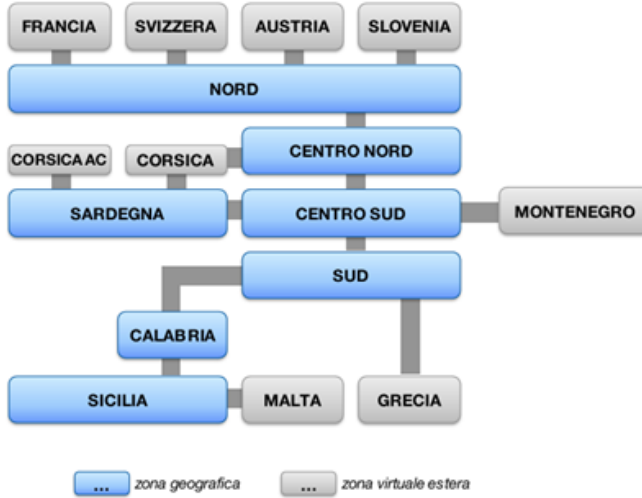 FRANCIA
SVIZZERA
AUSTRIA
SLOVENIA
NORD
CENTRO NORD
CORSICA AC
CORSICA
SARDEGNA
CENTRO SUD
MONTENEGRO
SUD
CALABRIA
SICILIA
MALTA
GRECIA
... zona geografica
... zona virtuale estera